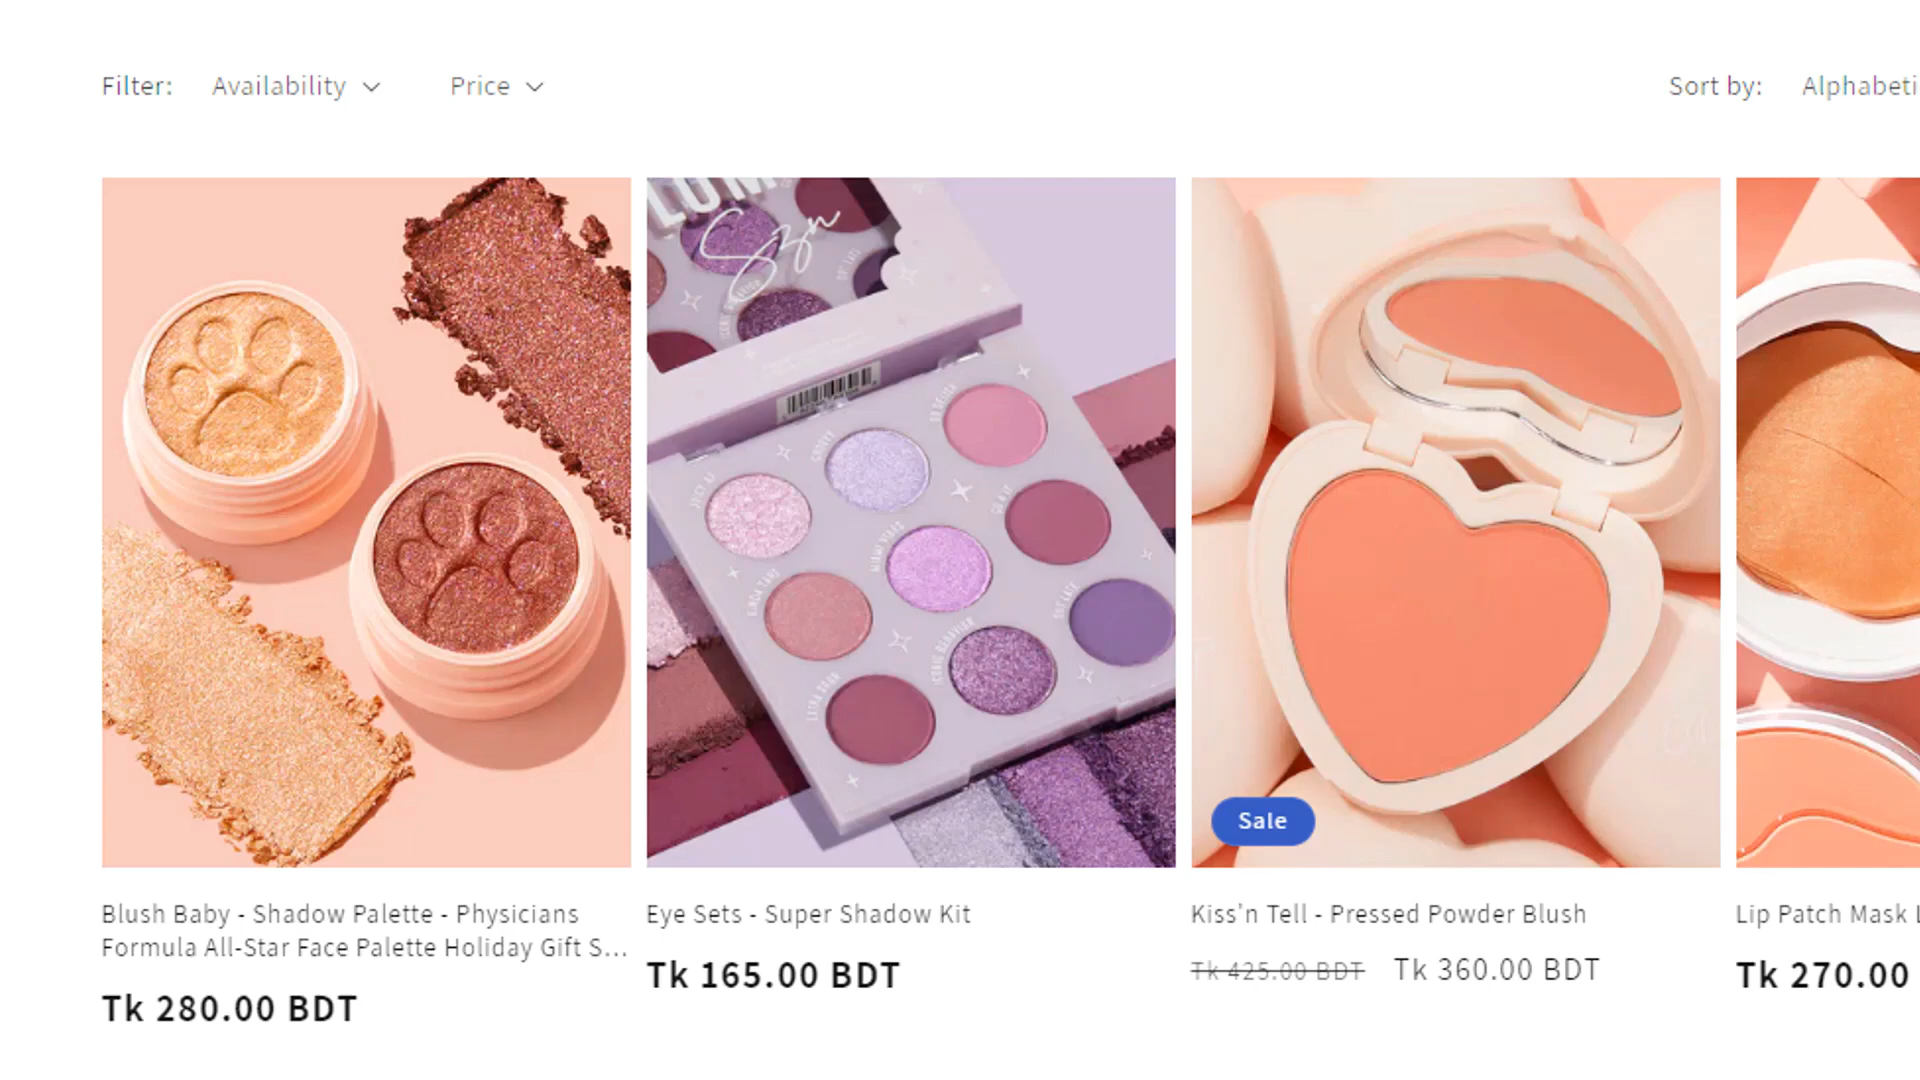 Filter: Availability Price Sort by: Alphabeti
Szn
Sale
Blush Baby - Shadow Palette - Physicians
Formula All-Star Face Palette Holiday Gift S...
Tk 280.00 BDT
Eye Sets - Super Shadow Kit
Tk 165.00 BDT
Kiss'n Tell - Pressed Powder Blush
Tk 425.00 BDT Tk 360.00 BDT
Lip Patch Mask L
Tk 270.00